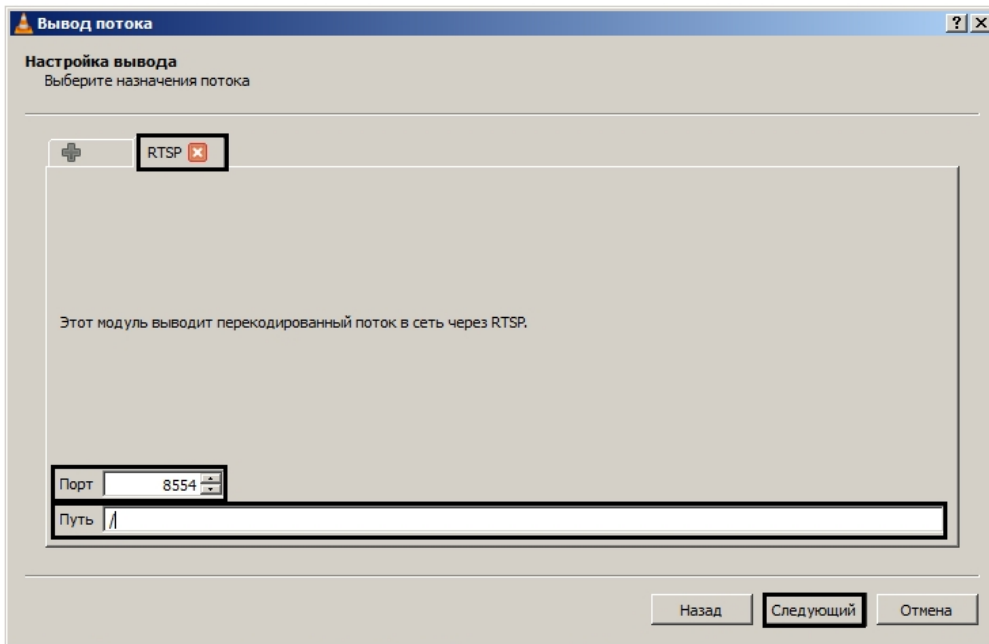 Вывод потока
Настройка вывода
Выберите назначения потока
RTSP
Этот модуль выводит перекодированный поток в сеть через RTSP.
Порт 8554
Путь /
Назад Следующий Отмена